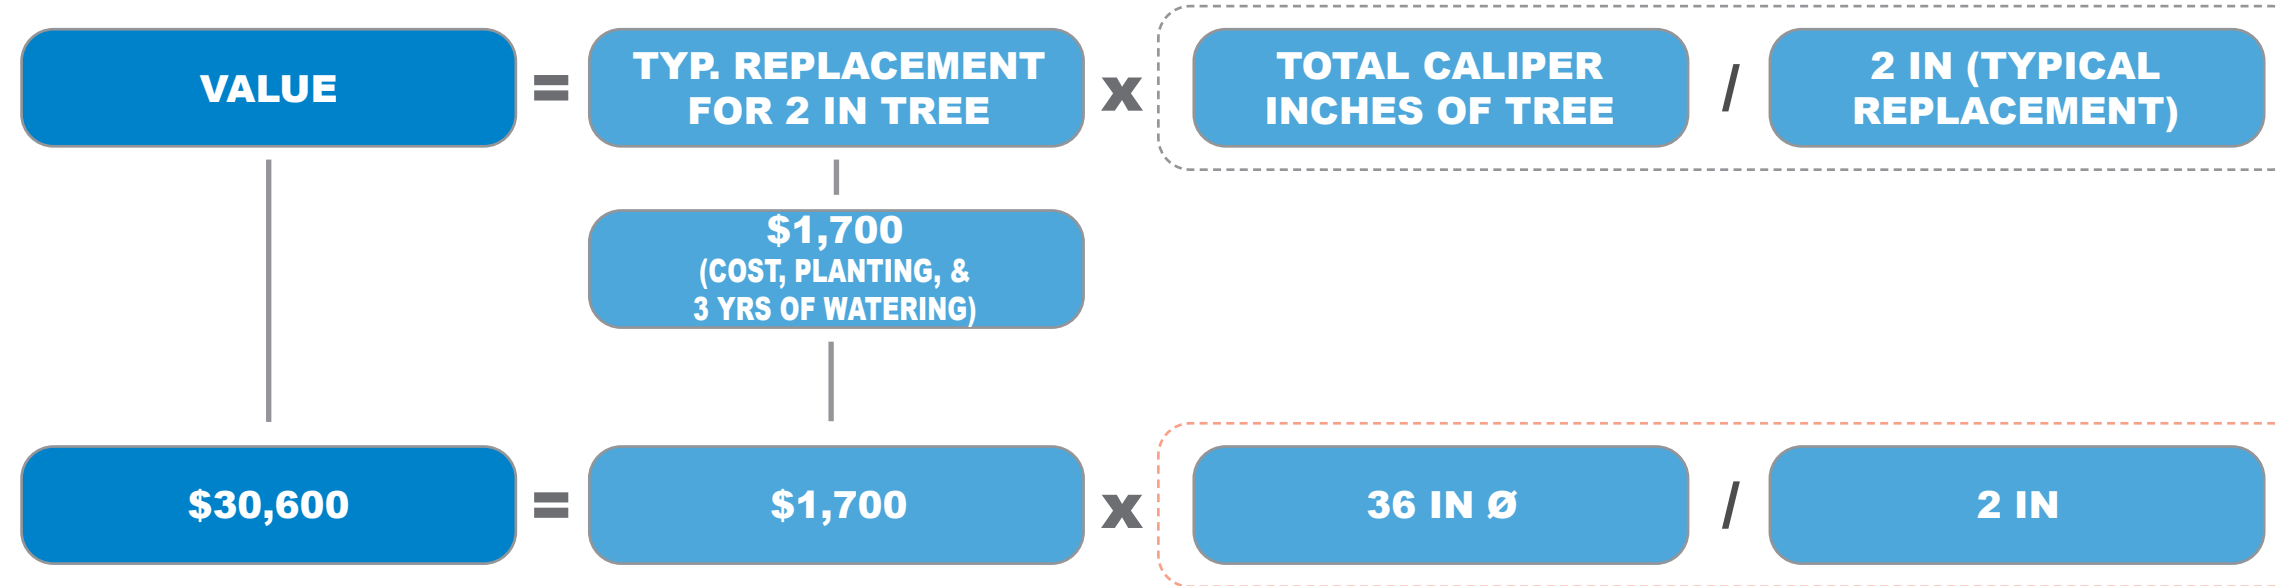 VALUE
=
TYP. REPLACEMENT
FOR 2 IN TREE
x
TOTAL CALIPER
INCHES OF TREE
/
2 IN (TYPICAL
REPLACEMENT)
$1,700
(COST, PLANTING, &
3 YRS OF WATERING)
$30,600
=
$1,700
x
36 IN Ø
/
2 IN